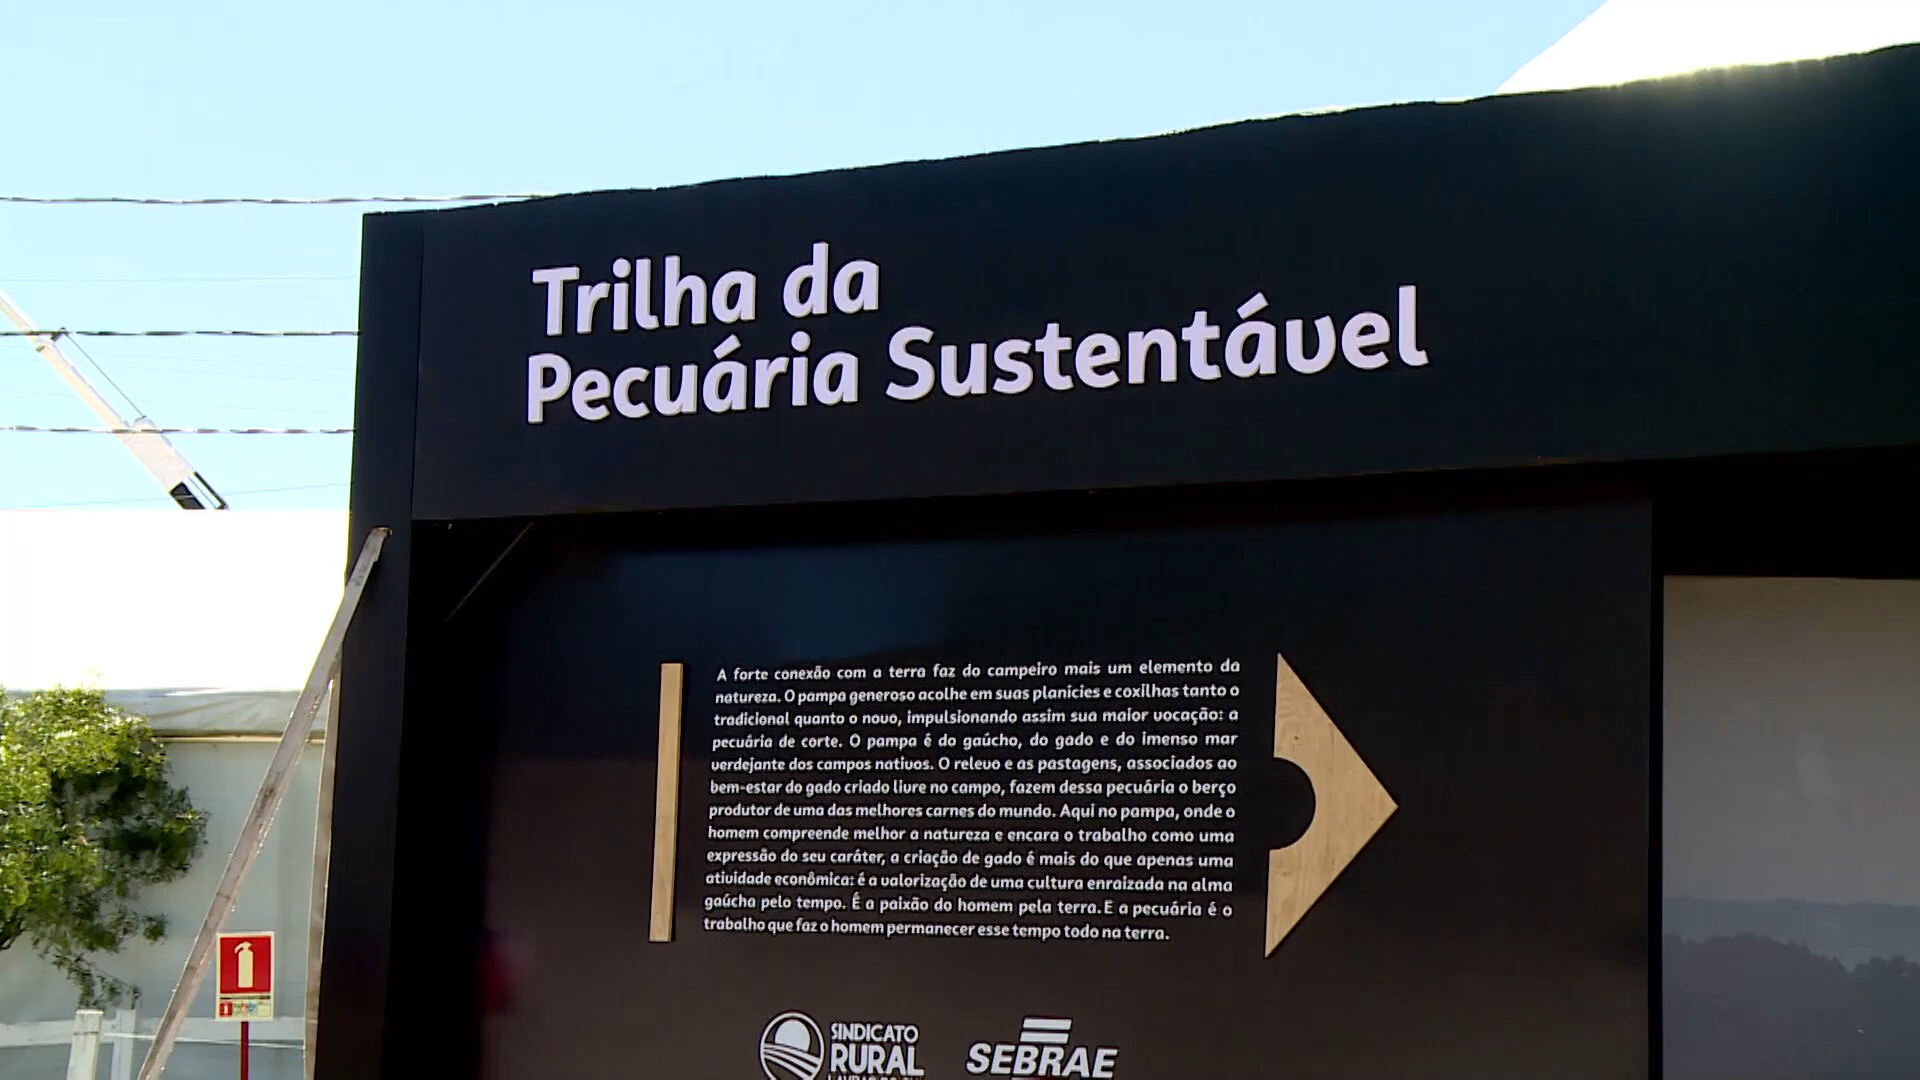 Trilha da
Pecuária Sustentável
A forte conexão com a terra faz do campeiro mais um elemento da
natureza. O pampa generoso acolhe em suas planícies e coxilhas tanto o
tradicional quanto o novo, impulsionando assim sua maior vocação: a
pecuária de corte. O pampa é do gaúcho, do gado e do imenso mar
verdejante dos campos nativos. O relevo e as pastagens, associados ao
bem-estar do gado criado livre no campo, fazem dessa pecuária o berço
produtor de uma das melhores carnes do mundo. Aqui no pampa, onde o
homem compreende melhor a natureza e encara o trabalho como uma
expressão do seu caráter, a criação de gado é mais do que apenas uma
atividade econômica: é a valorização de uma cultura enraizada na alma
gaúcha pelo tempo. É a paixão do homem pela terra. E a pecuária é o
trabalho que faz o homem permanecer esse tempo todo na terra.
SINDICATO
RURAL
SEBRAE